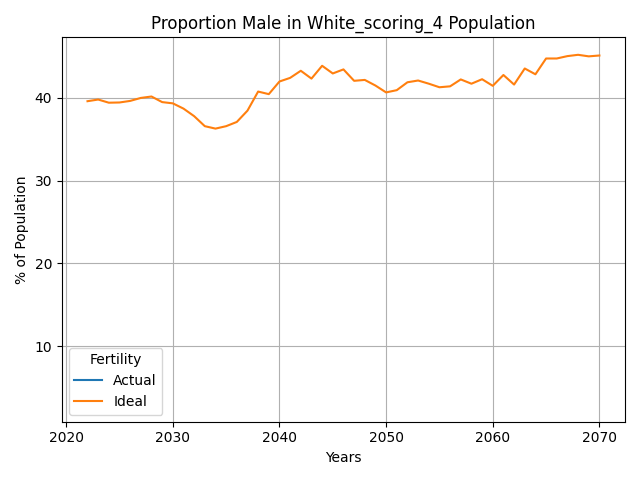 Proportion Male in White_scoring_4 Population
% of Population
40
30
20
10
Fertility
Actual
Ideal
2020 2030 2040 2050 2060 2070
Years